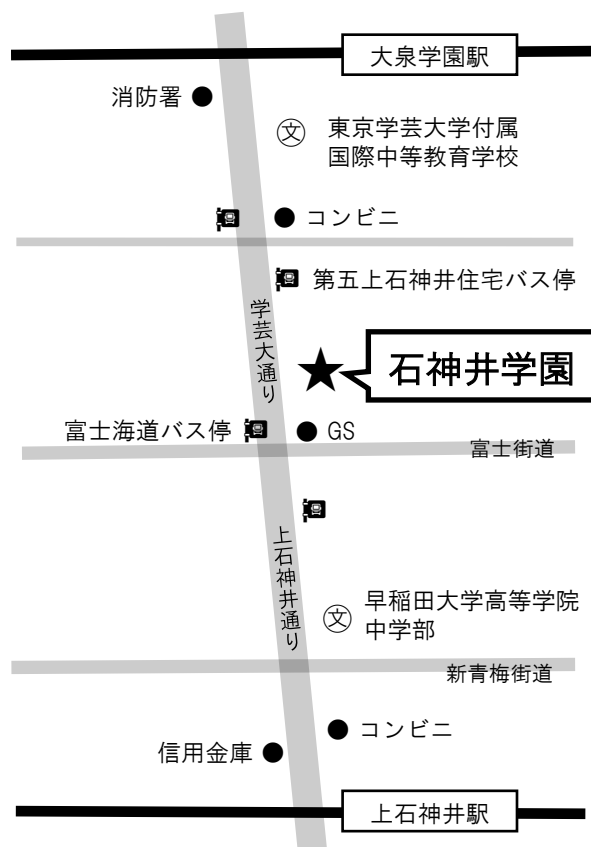 大泉学園駅
消防署
文
東京学芸大学付属
国際中等教育学校
コンビニ
第五上石神井住宅バス停
学芸大通り
石神井学園
富士海道バス停
GS
富士街道
上石神井通り
文
早稲田大学高等学院
中学部
新青梅街道
コンビニ
信用金庫
上石神井駅